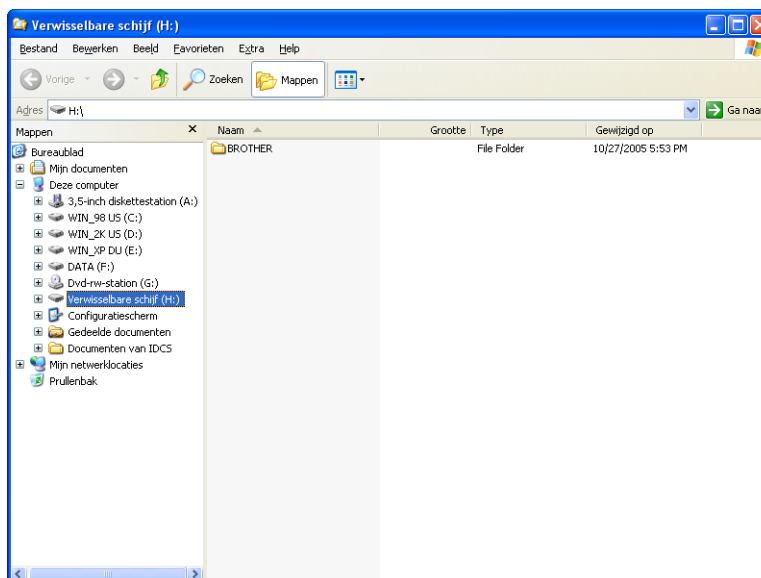 Verwisselbare schijf (H:)
Bestand Bewerken Beeld Favorieten Extra Help
Vorige Zoeken Mappen
Adres H:\ Ga naar
Mappen x Naam Grootte Type Gewijzigd op
Bureaublad
BROTHER File Folder 10/27/2005 5:53 PM
Mijn documenten
Deze computer
3,5-inch diskettestation (A:)
WIN_98 US (C:)
WIN_2K US (D:)
WIN_XP DU (E:)
DATA (F:)
Dvd-rw-station (G:)
Verwisselbare schijf (H:)
Configuratiescherm
Gedeelde documenten
Documenten van IDCS
Mijn netwerklocaties
Prullenbak